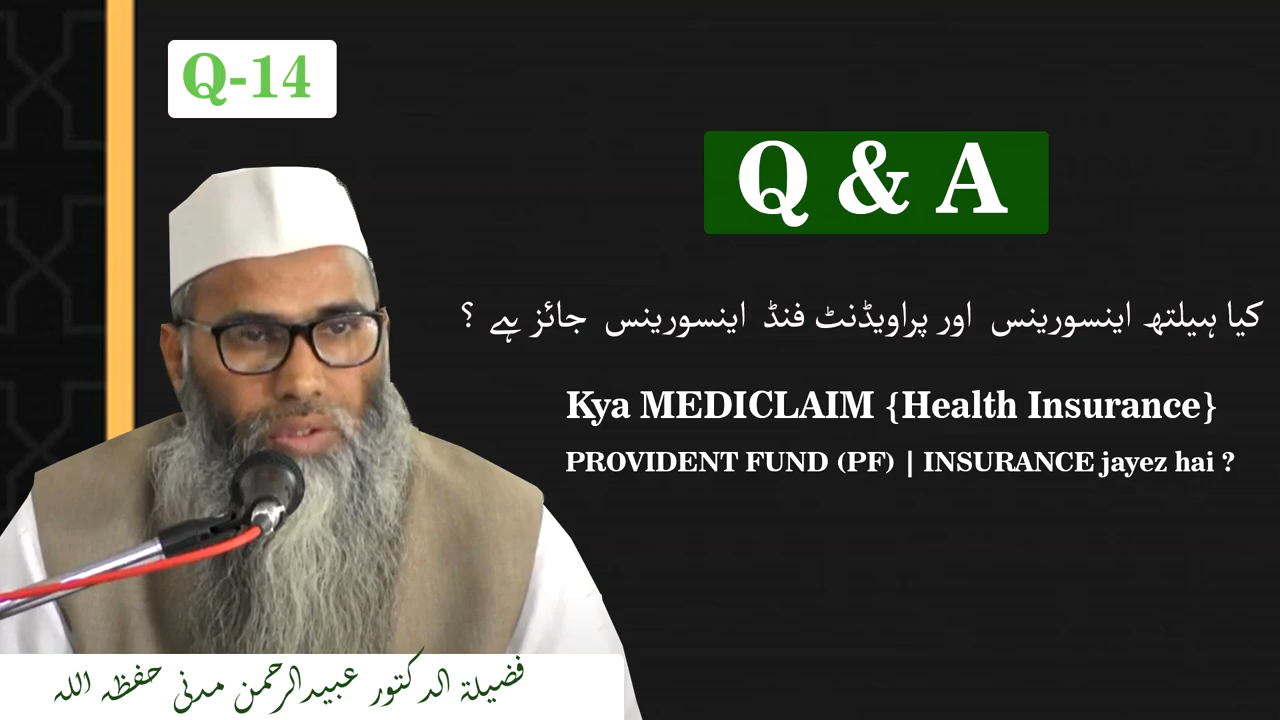 Q-14
Q & A
کیا ہیلتھ اینسورینس اور پراویڈنٹ فنڈ اینسورینس جائز ہے ؟
Kya MEDICLAIM {Health Insurance}
PROVIDENT FUND (PF) | INSURANCE jayez hai ?
فضیلۃ الدکتور عبیدالرحمن مدنی حفظہ اللہ